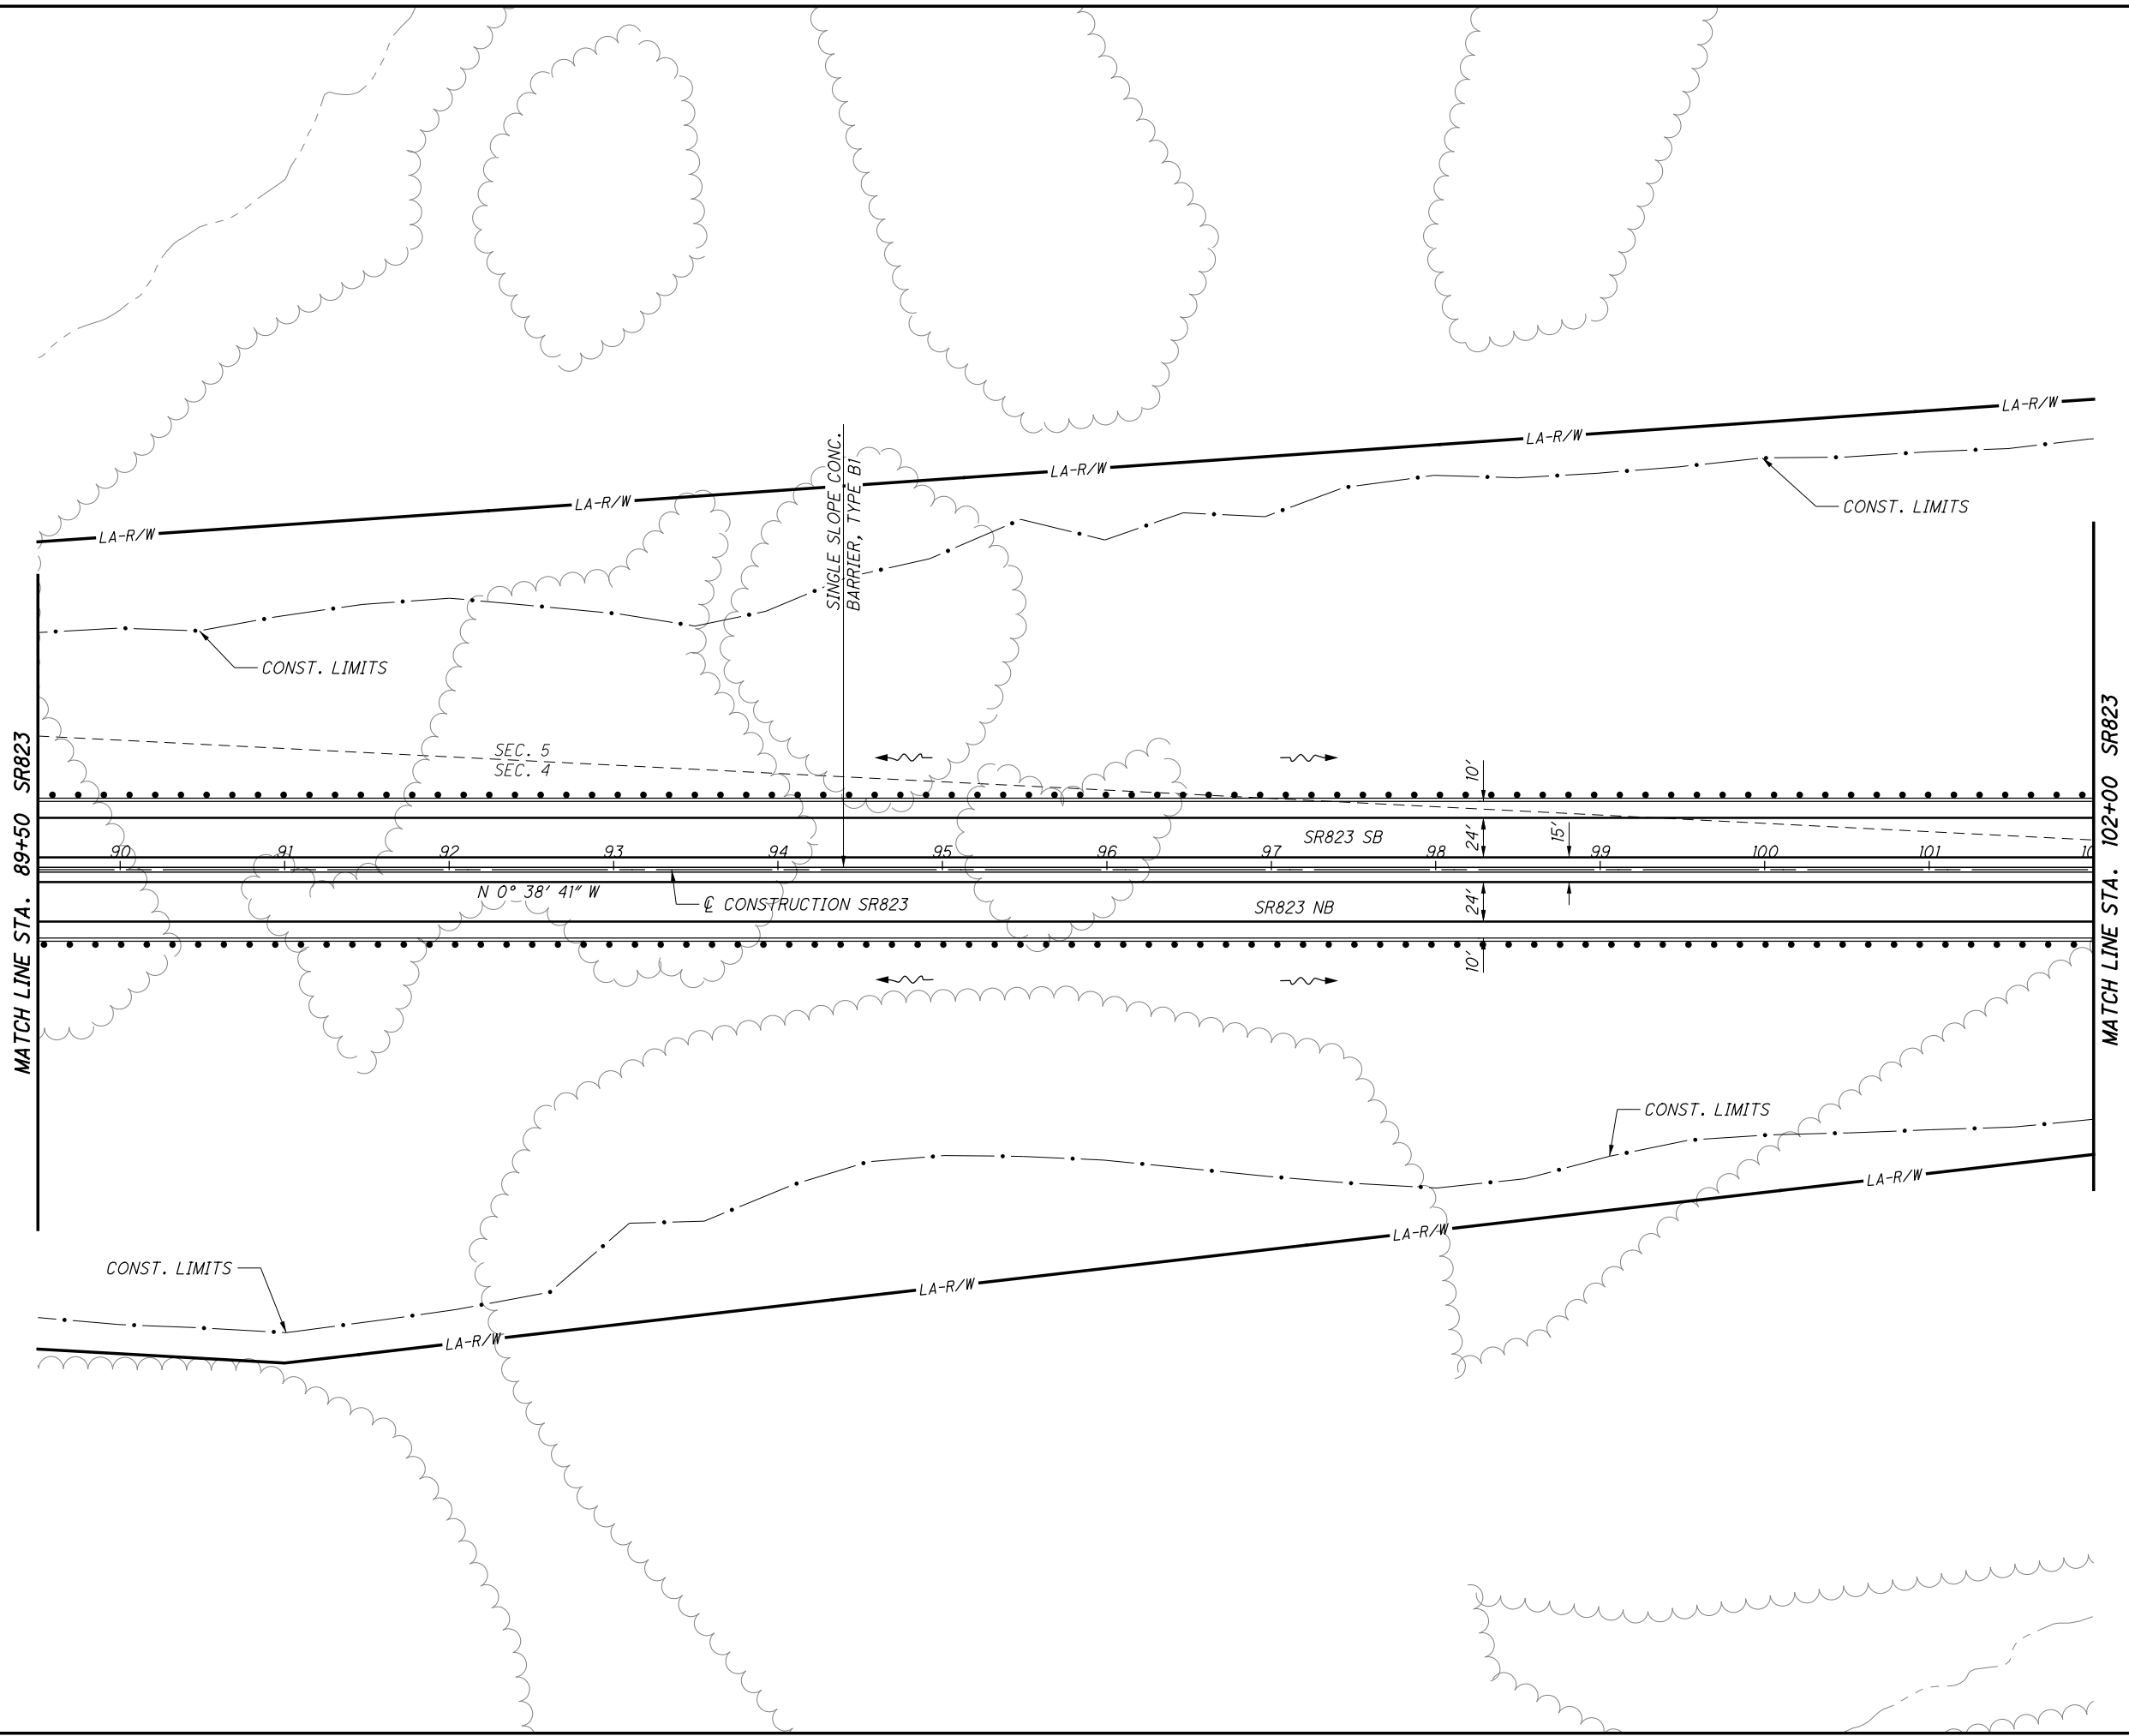 LA-R/W
LA-R/W
LA-R/W
LA-R/W
LA-R/W
SINGLE SLOPE CONC.
BARRIER, TYPE B1
CONST. LIMITS
CONST. LIMITS
MATCH LINE STA. 89+50 SR823
MATCH LINE STA. 102+00 SR823
SEC. 5
SEC. 4
10'
24'
15'
SR823 SB
90 91 92 93 94 95 96 97 98 99 100 101 10
N 0° 38' 41" W
℄ CONSTRUCTION SR823
SR823 NB
24'
10'
CONST. LIMITS
LA-R/W
LA-R/W
CONST. LIMITS
LA-R/W
LA-R/W